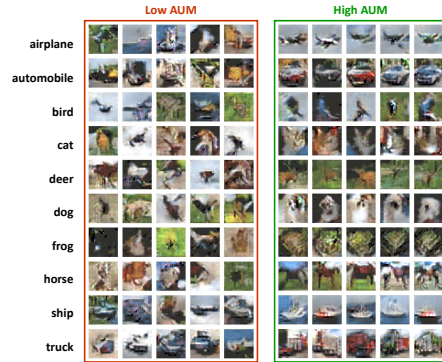 Low AUM
High AUM
airplane
automobile
bird
cat
deer
dog
frog
horse
ship
truck